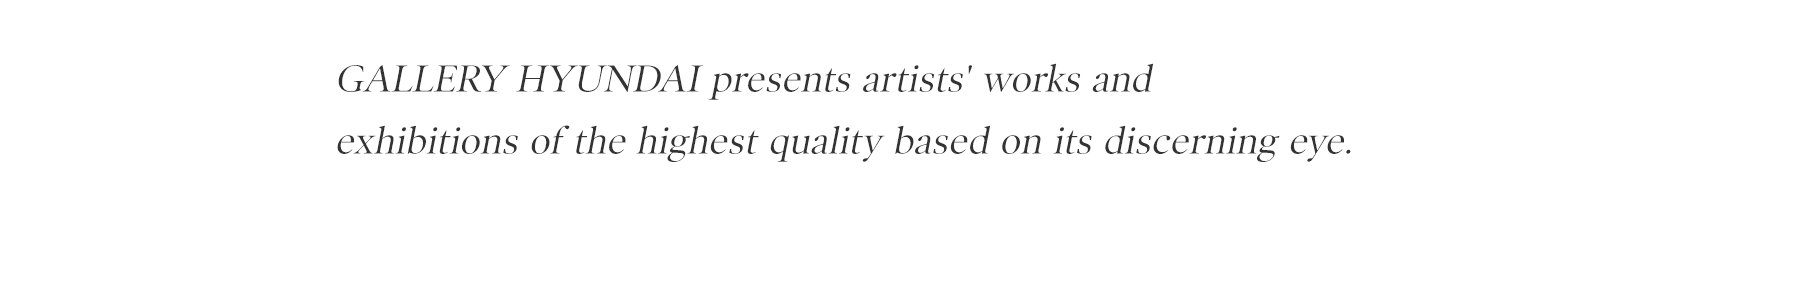 GALLERY HYUNDAI presents artists' works and
exhibitions of the highest quality based on its discerning eye.